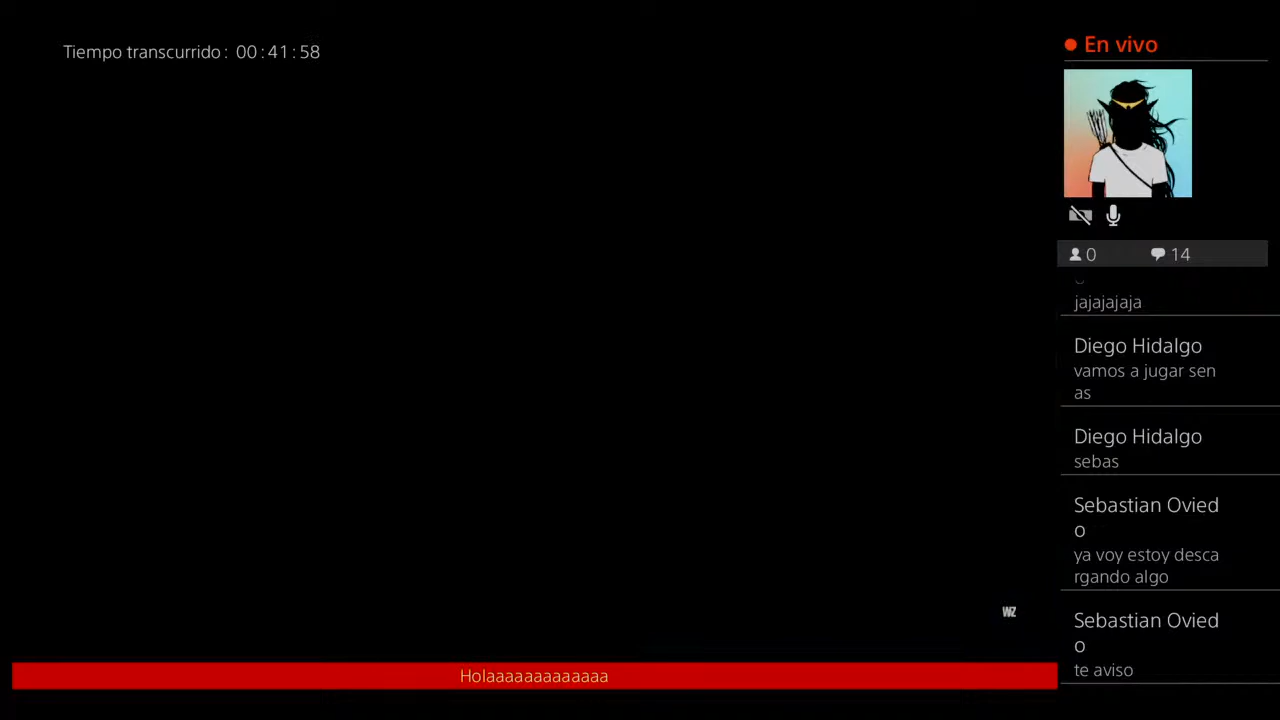 Tiempo transcurrido: 00:41:58
En vivo
0 14
jajajajaja
Diego Hidalgo
vamos a jugar sen
as
Diego Hidalgo
sebas
Sebastian Ovied
o
ya voy estoy desca
rgando algo
Sebastian Ovied
o
te aviso
WZ
Holaaaaaaaaaaaaa